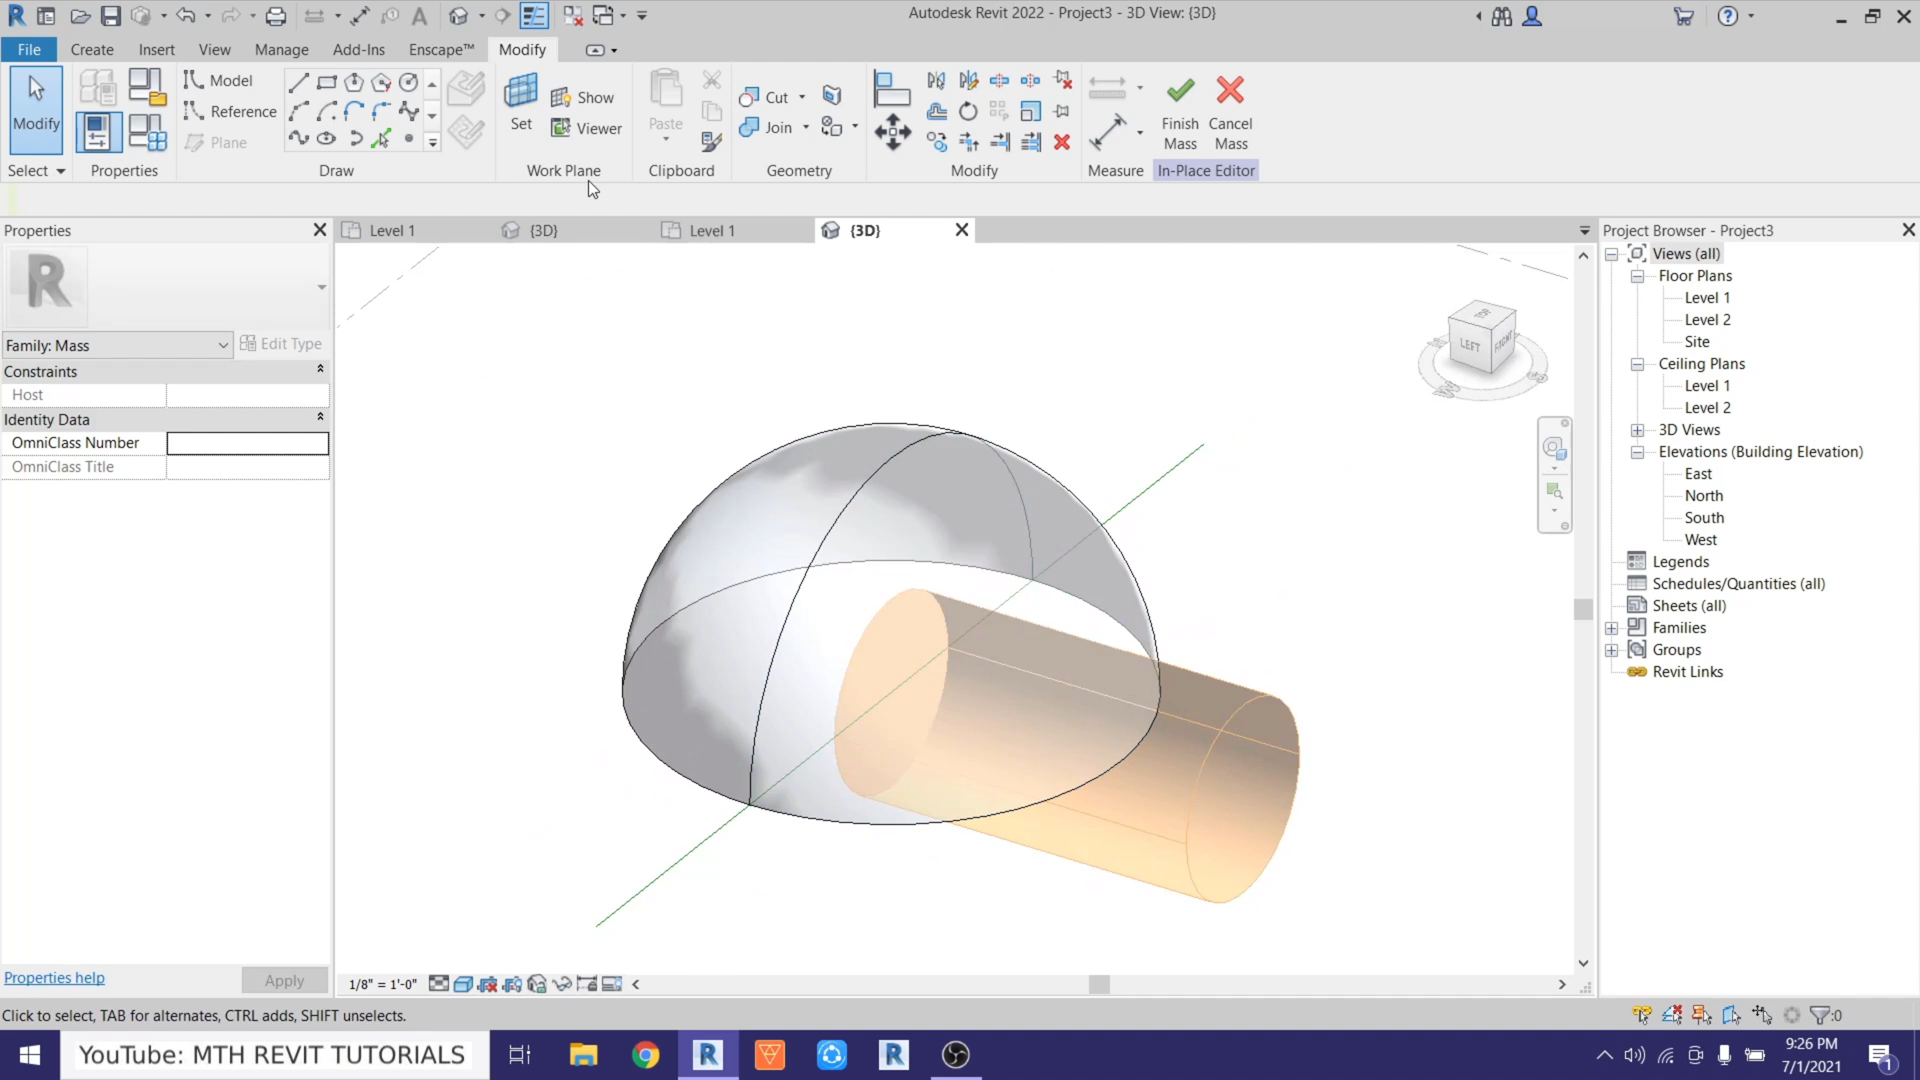 Autodesk Revit 2022 - Project3 - 3D View: {3D}
File Create Insert View Manage Add-Ins Enscape™ Modify
Modify
Select
Properties
Model
Reference
Plane
Draw
Set
Show
Viewer
Work Plane
Paste
Clipboard
Cut
Join
Geometry
Modify
Measure
Finish Mass
Cancel Mass
In-Place Editor
Properties
Level 1
{3D}
Level 1
{3D}
Project Browser - Project3
Family: Mass
Edit Type
Constraints
Host
Identity Data
OmniClass Number
OmniClass Title
TOP
LEFT
FRONT
Views (all)
Floor Plans
Level 1
Level 2
Site
Ceiling Plans
Level 1
Level 2
3D Views
Elevations (Building Elevation)
East
North
South
West
Legends
Schedules/Quantities (all)
Sheets (all)
Families
Groups
Revit Links
Properties help
Apply
1/8" = 1'-0"
Click to select, TAB for alternates, CTRL adds, SHIFT unselects.
:0
YouTube: MTH REVIT TUTORIALS
9:26 PM
7/1/2021
1